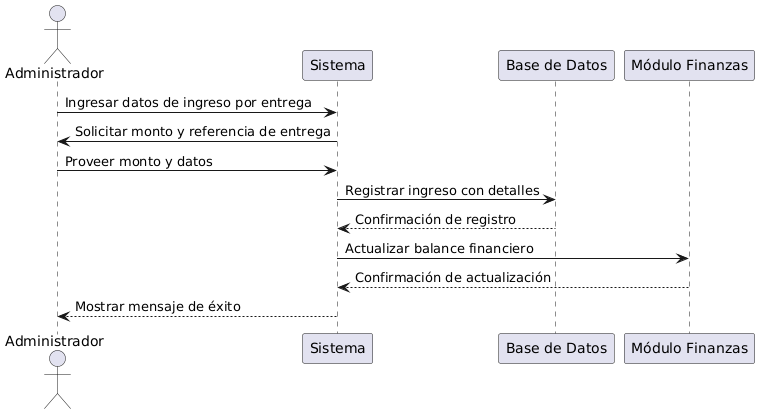 Administrador
Sistema
Base de Datos
Módulo Finanzas
Ingresar datos de ingreso por entrega
Solicitar monto y referencia de entrega
Proveer monto y datos
Registrar ingreso con detalles
Confirmación de registro
Actualizar balance financiero
Confirmación de actualización
Mostrar mensaje de éxito
Administrador
Sistema
Base de Datos
Módulo Finanzas